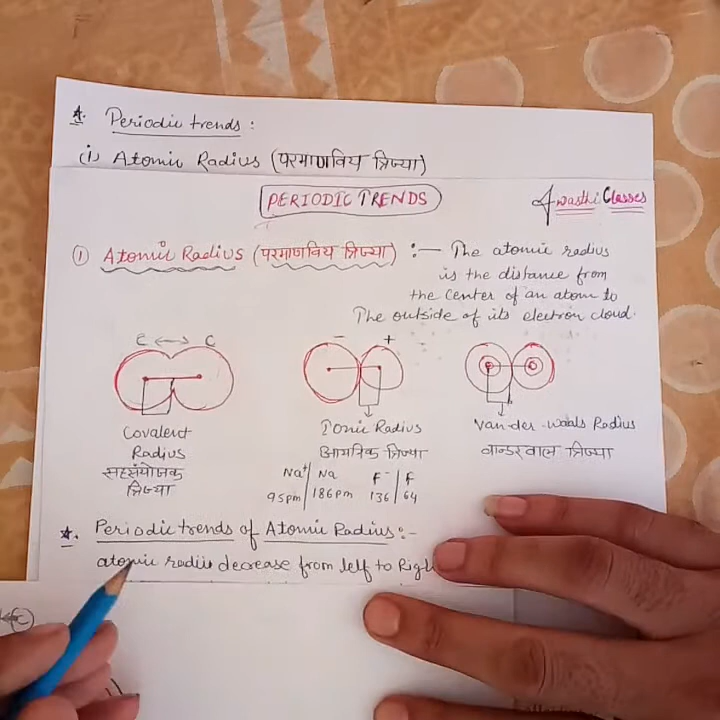 * Periodic trends :
(i) Atomic Radius (परमाणविय त्रिज्या)
PERIODIC TRENDS
Awasthi Classes
① Atomic Radius (परमाणविय त्रिज्या) :— The atomic radius
is the distance from
the center of an atom to
The outside of its electron cloud.
C ↔ C
- +
Covalent
Radius
सहसंयोजक
त्रिज्या
Ionic Radius
आयनिक त्रिज्या
Na⁺ | Na F⁻ | F
95pm | 186pm 136 | 64
Van der-waals Radius
वान्डरवाल त्रिज्या
* Periodic trends of Atomic Radius :-
atomic radii decrease from left to Right